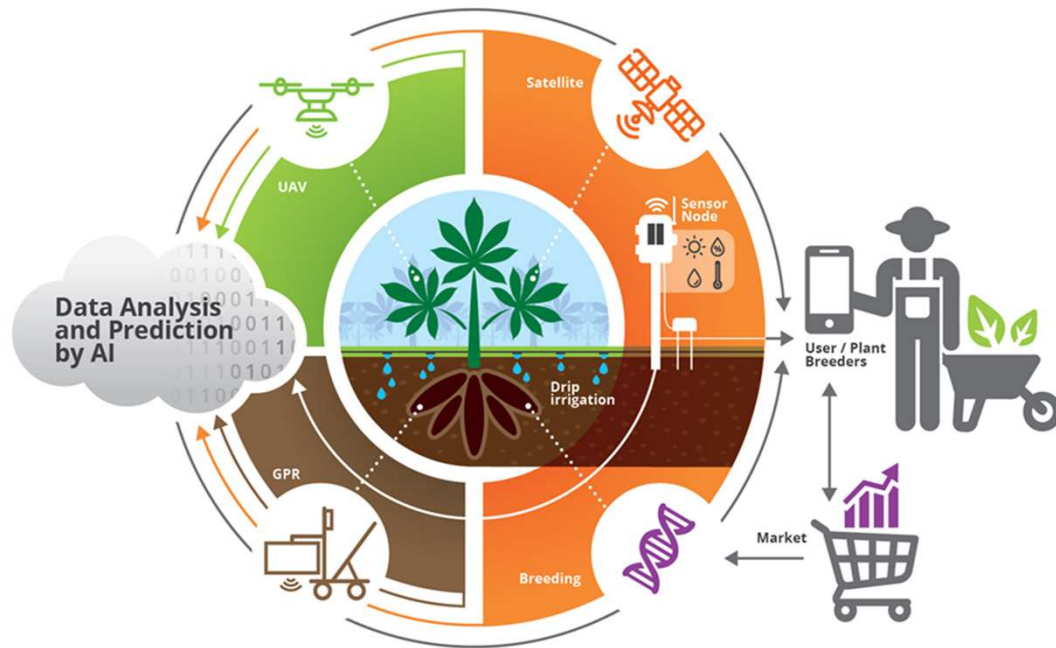 Satellite
UAV
Sensor
Node
%
Data Analysis
and Prediction
by AI
User / Plant
Breeders
Drip
irrigation
GPR
Market
Breeding